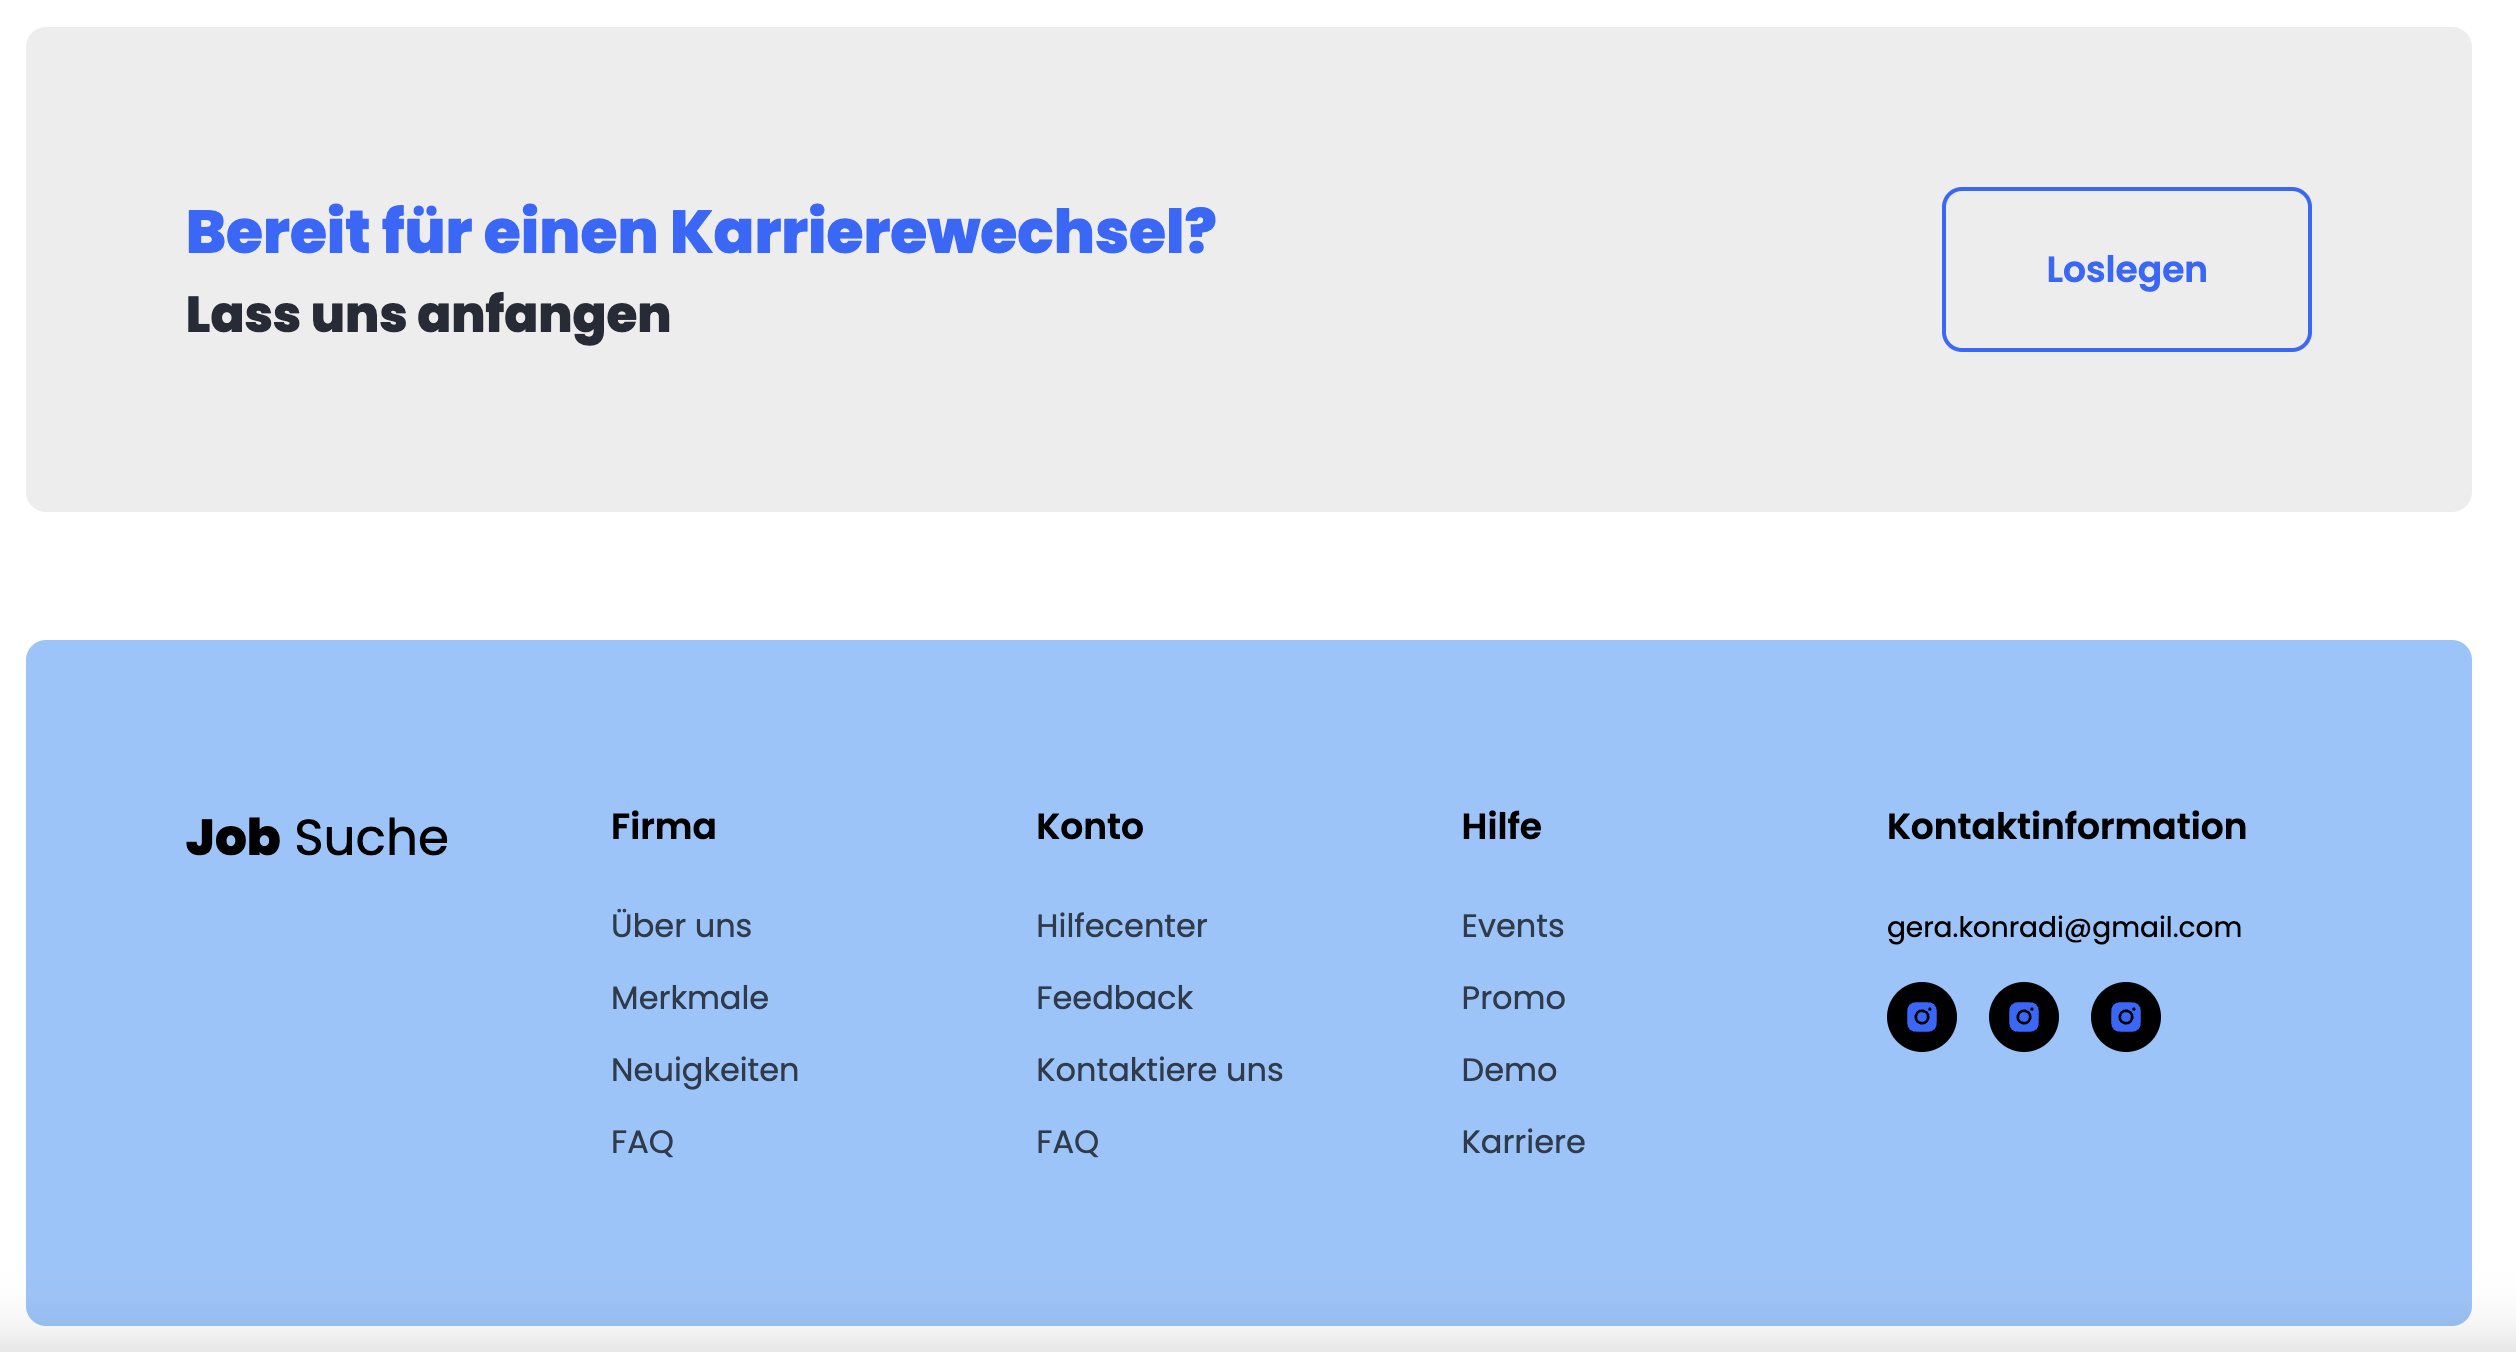 Bereit für einen Karrierewechsel?
Lass uns anfangen
Loslegen
Job Suche
Firma
Über uns
Merkmale
Neuigkeiten
FAQ
Konto
Hilfecenter
Feedback
Kontaktiere uns
FAQ
Hilfe
Events
Promo
Demo
Karriere
Kontaktinformation
gera.konradi@gmail.com